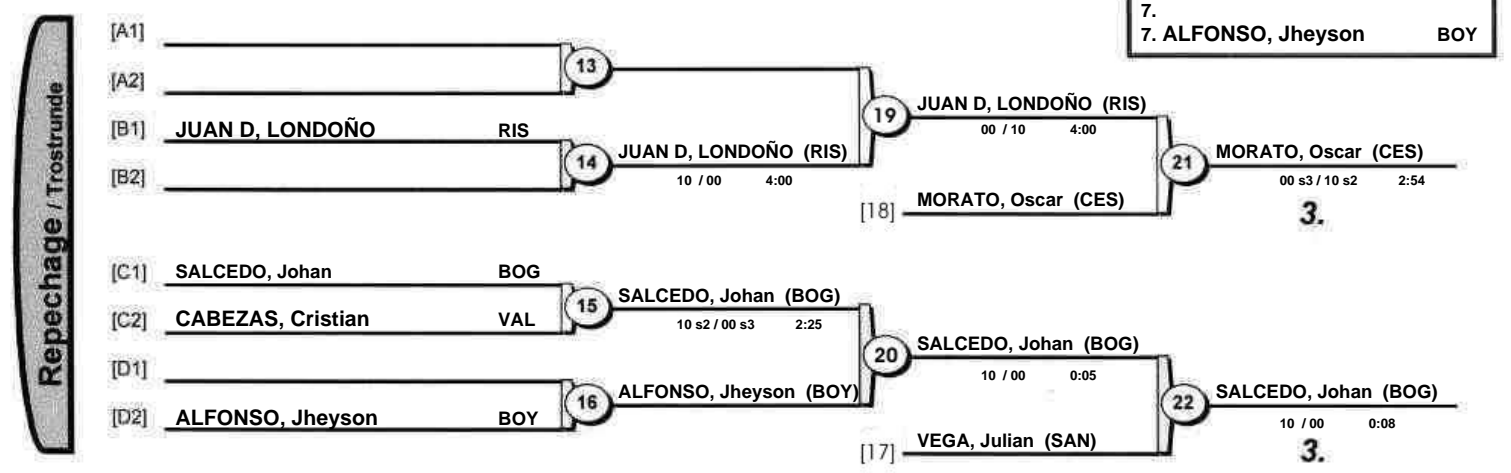 7.
7. ALFONSO, Jheyson BOY
Repechage / Trostrunde
[A1]
[A2]
13
[B1] JUAN D, LONDOÑO RIS
[B2]
14
JUAN D, LONDOÑO (RIS)
10 / 00 4:00
19
JUAN D, LONDOÑO (RIS)
00 / 10 4:00
[18] MORATO, Oscar (CES)
21
MORATO, Oscar (CES)
00 s3 / 10 s2 2:54
3.
[C1] SALCEDO, Johan BOG
[C2] CABEZAS, Cristian VAL
15
SALCEDO, Johan (BOG)
10 s2 / 00 s3 2:25
[D1]
[D2] ALFONSO, Jheyson BOY
16
ALFONSO, Jheyson (BOY)
20
SALCEDO, Johan (BOG)
10 / 00 0:05
[17] VEGA, Julian (SAN)
22
SALCEDO, Johan (BOG)
10 / 00 0:08
3.